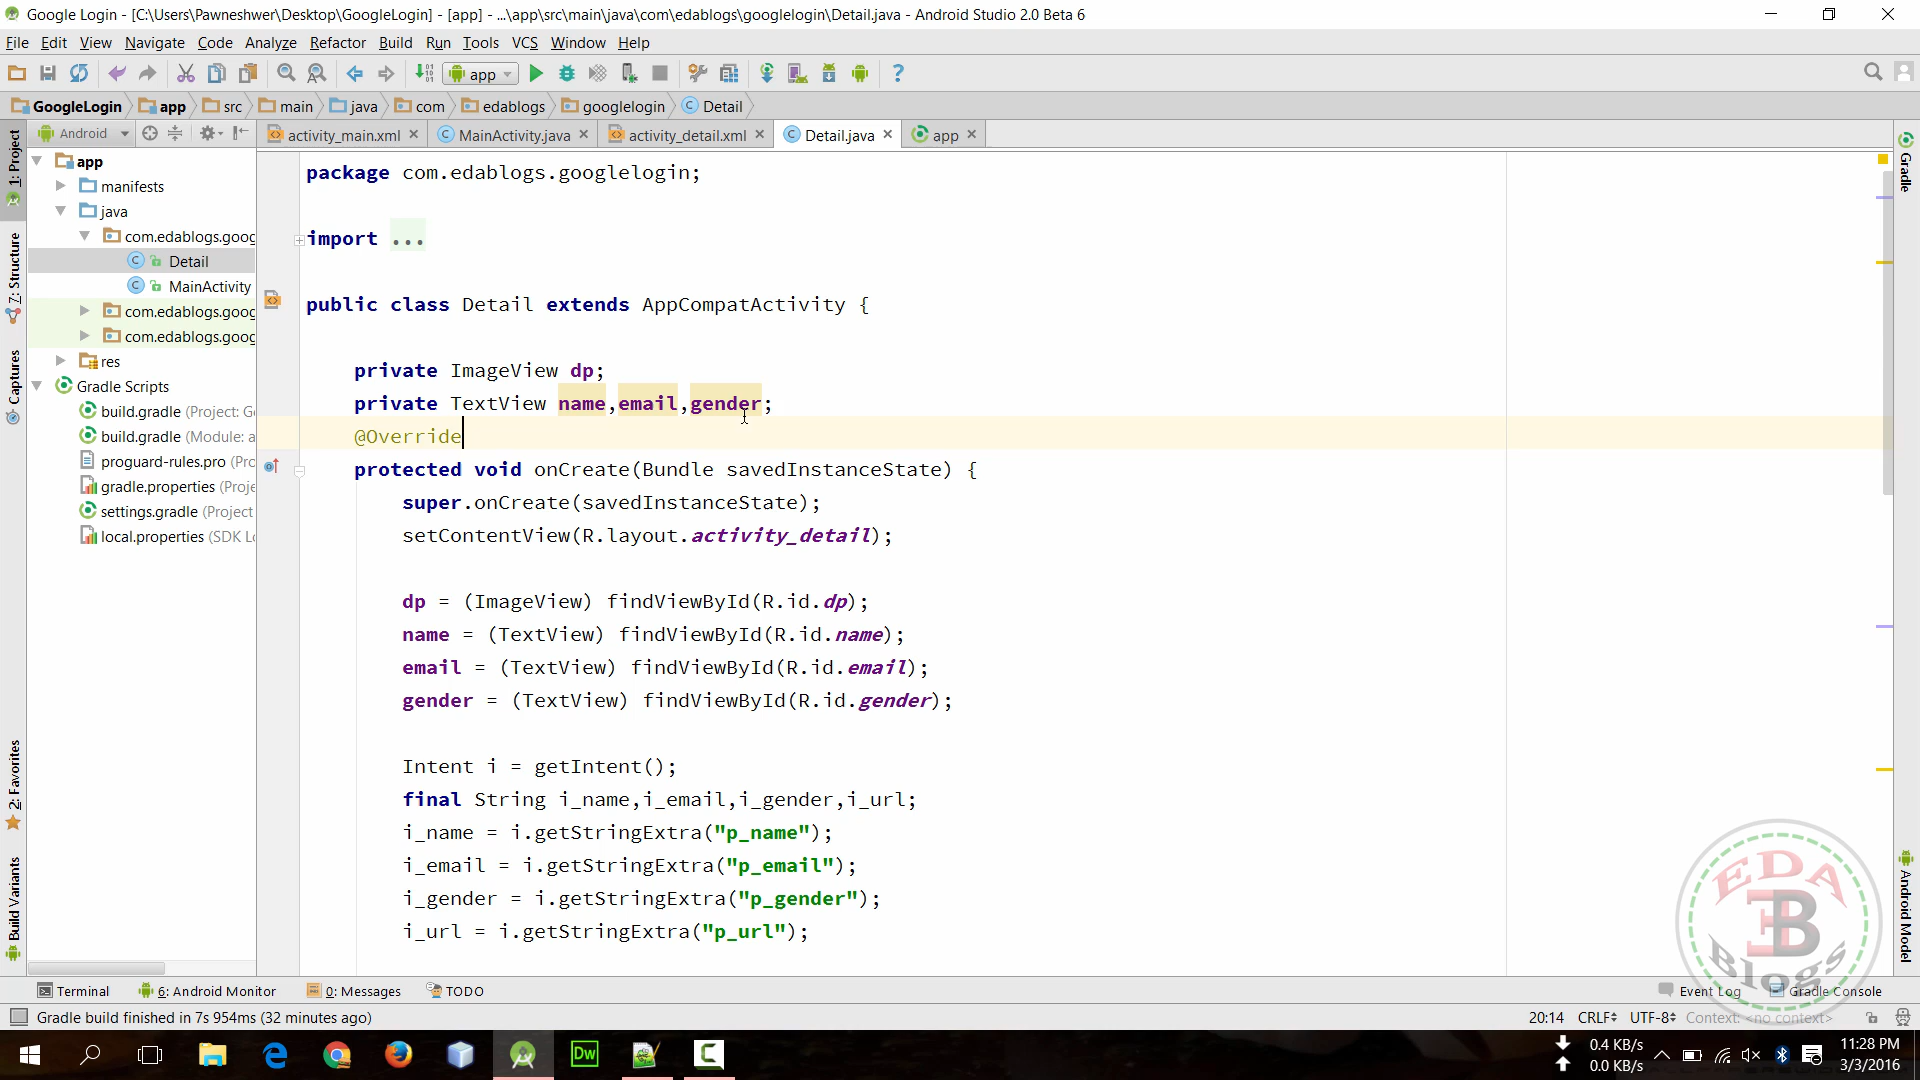 Login - [C:\Users\Pawneshwer\Desktop\GoogleLogin] - [app] - ...\app\src\main\java\com\edablogs\googlelogin\Detail.java - Android Studio 2.0 Beta 6
File Edit View Navigate Code Analyze Refactor Build Run Tools VCS Window Help
app
GoogleLogin app src main java com edablogs googlelogin Detail
Android
activity_main.xml MainActivity.java activity_detail.xml Detail.java app
1: Project
7: Structure
Captures
2: Favorites
Build Variants
app
manifests
java
com.edablogs.goog
Detail
MainActivity
com.edablogs.goog
com.edablogs.goog
res
Gradle Scripts
build.gradle (Project: G
build.gradle (Module: a
proguard-rules.pro (Pro
gradle.properties (Proje
settings.gradle (Project
local.properties (SDK Lo
package com.edablogs.googlelogin;
import ...
public class Detail extends AppCompatActivity {
private ImageView dp;
private TextView name,email,gender;
@Override
protected void onCreate(Bundle savedInstanceState) {
super.onCreate(savedInstanceState);
setContentView(R.layout.activity_detail);
dp = (ImageView) findViewById(R.id.dp);
name = (TextView) findViewById(R.id.name);
email = (TextView) findViewById(R.id.email);
gender = (TextView) findViewById(R.id.gender);
Intent i = getIntent();
final String i_name,i_email,i_gender,i_url;
i_name = i.getStringExtra("p_name");
i_email = i.getStringExtra("p_email");
i_gender = i.getStringExtra("p_gender");
i_url = i.getStringExtra("p_url");
Gradle
Android Model
EDA
B
Blogs
Terminal 6: Android Monitor 0: Messages TODO Event Log Gradle Console
Gradle build finished in 7s 954ms (32 minutes ago) 20:14 CRLF UTF-8 Context: <no context>
Dw
0.4 KB/s
0.0 KB/s
11:28 PM
3/3/2016